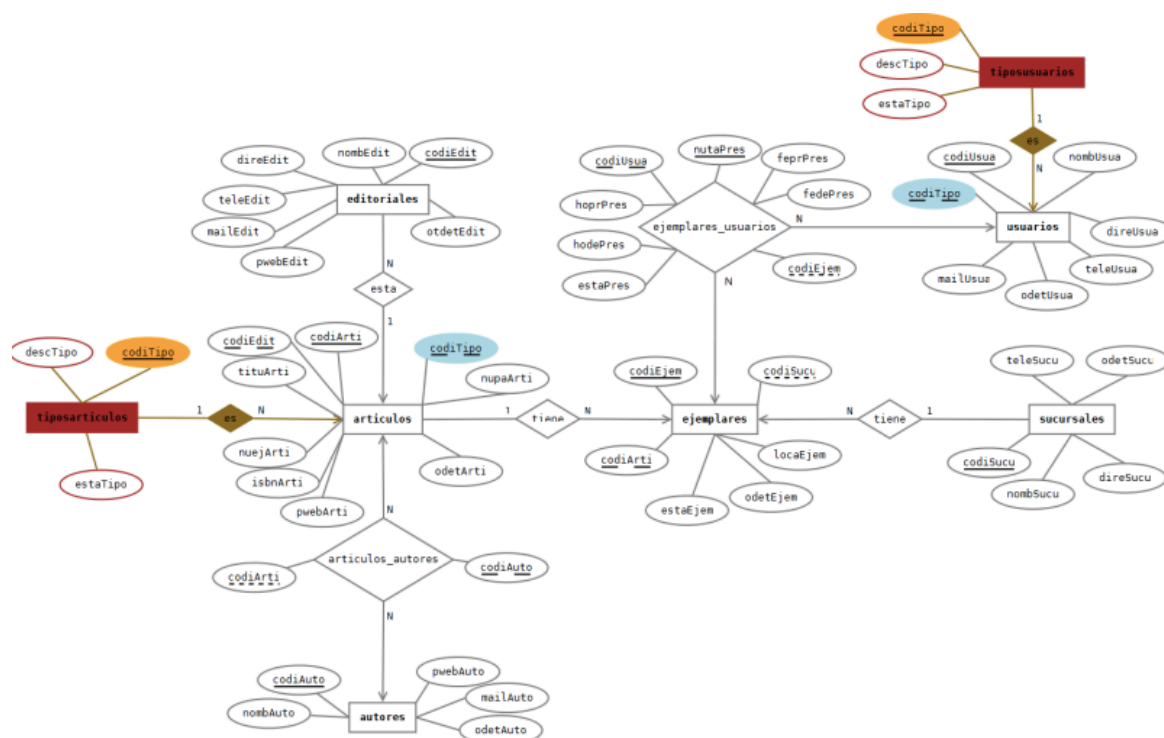 codiTipo
descTipo
tiposusuarios
estaTipo
1
es
N
codiUsua
nombUsua
codiTipo
usuarios
direUsua
mailUsua
teleUsua
odetUsua
nutaPres
codiUsua
feprPres
hoprPres
fedePres
ejemplares_usuarios
N
hodePres
codiEjem
estaPres
N
nombEdit
codiEdit
direEdit
teleEdit
editoriales
mailEdit
otdetEdit
pwebEdit
N
esta
1
codiEdit
codiArti
codiTipo
tituArti
nupaArti
descTipo
codiTipo
tiposarticulos
1
es
N
articulos
estaTipo
nuejArti
isbnArti
odetArti
pwebArti
1
tiene
N
codiEjem
codiSucu
ejemplares
codiArti
locaEjem
odetEjem
estaEjem
N
tiene
1
teleSucu
odetSucu
sucursales
codiSucu
direSucu
nombSucu
N
articulos_autores
codiArti
codiAuto
N
codiAuto
pwebAuto
nombAuto
autores
mailAuto
odetAuto